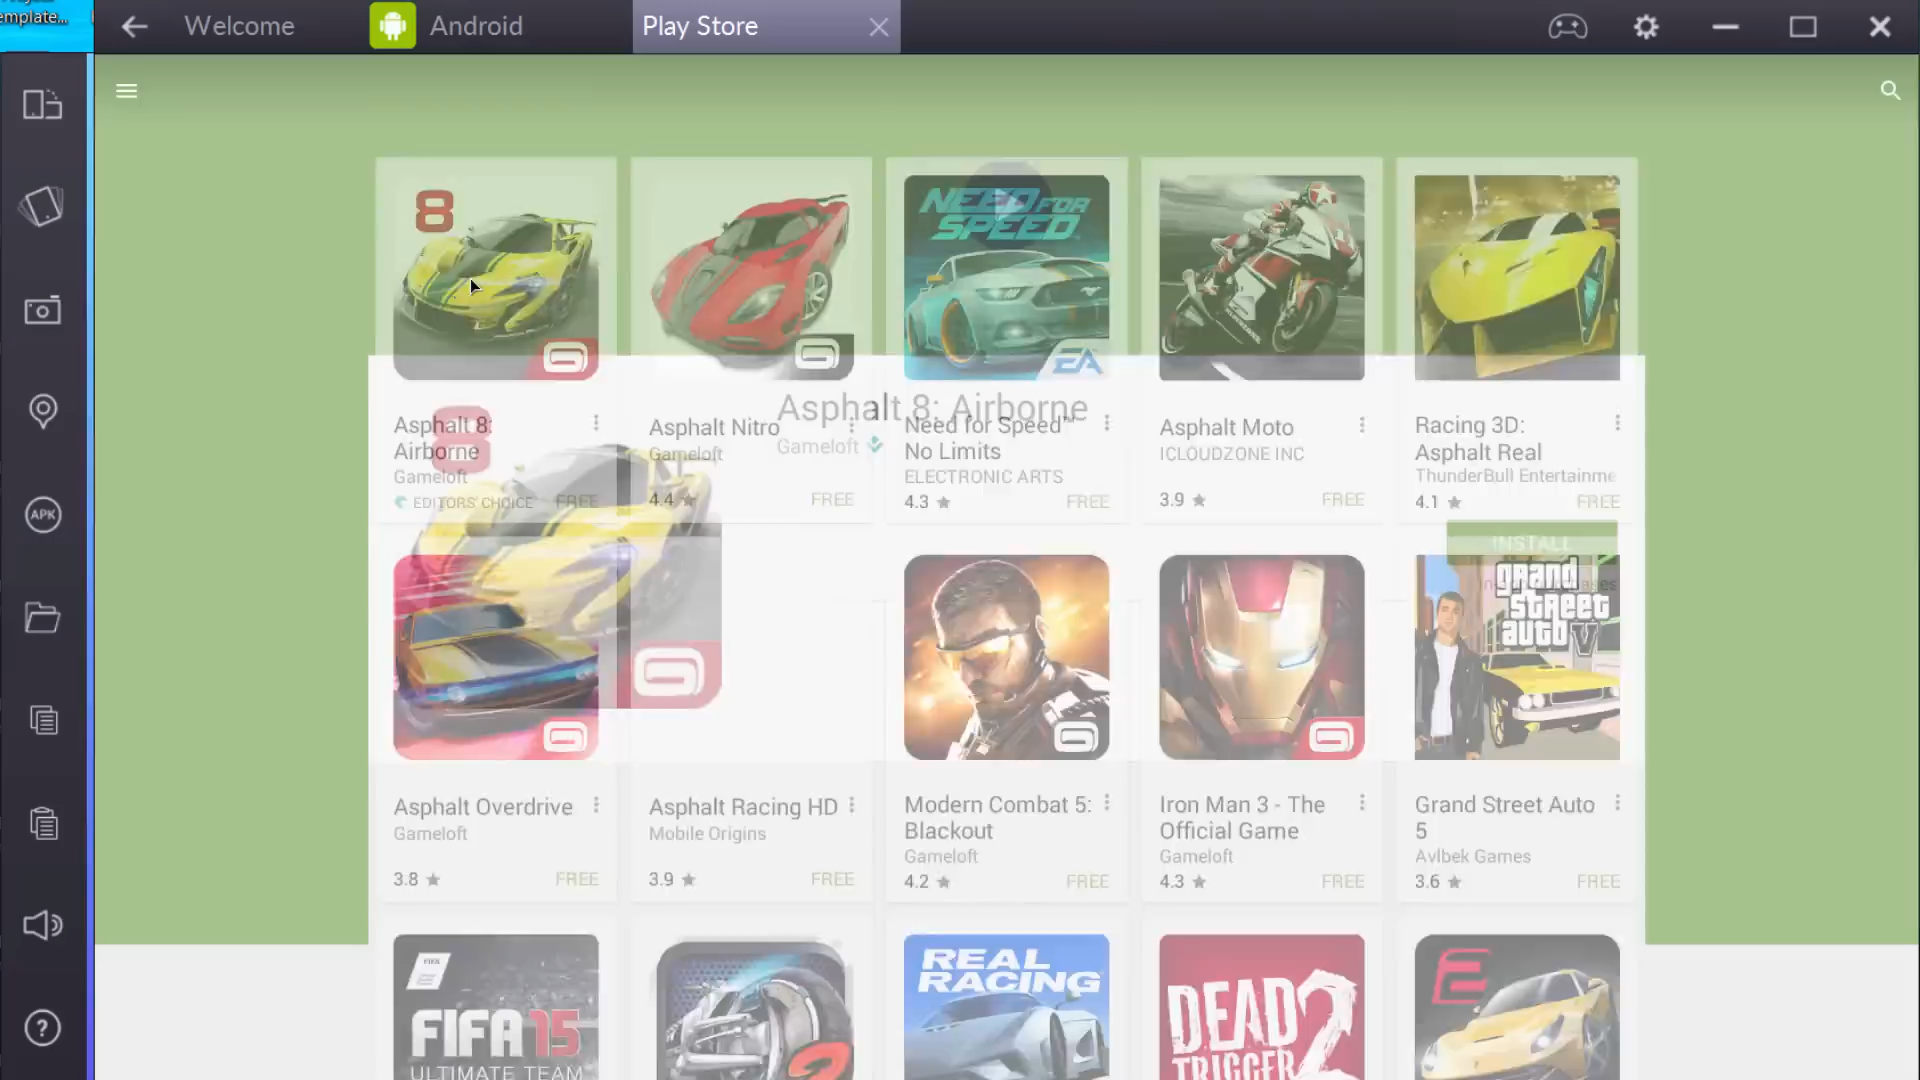 emplate...
Welcome
Android
Play Store
8
NEED FOR
SPEED
EA
Asphalt 8: Airborne
Gameloft
Asphalt 8:
Airborne
Gameloft
EDITORS' CHOICE FREE
Asphalt Nitro
Gameloft
4.4 ★ FREE
Need for Speed™
No Limits
ELECTRONIC ARTS
4.3 ★ FREE
Asphalt Moto
ICLOUDZONE INC
3.9 ★ FREE
Racing 3D:
Asphalt Real
ThunderBull Entertainme
4.1 ★ FREE
8
INSTALL
APK
grand
street
auto
V
Asphalt Overdrive
Gameloft
3.8 ★ FREE
Asphalt Racing HD
Mobile Origins
3.9 ★ FREE
Modern Combat 5:
Blackout
Gameloft
4.2 ★ FREE
Iron Man 3 - The
Official Game
Gameloft
4.3 ★ FREE
Grand Street Auto
5
Avlbek Games
3.6 ★ FREE
FIFA 15
ULTIMATE TEAM
2
REAL
RACING
DEAD
TRIGGER
2